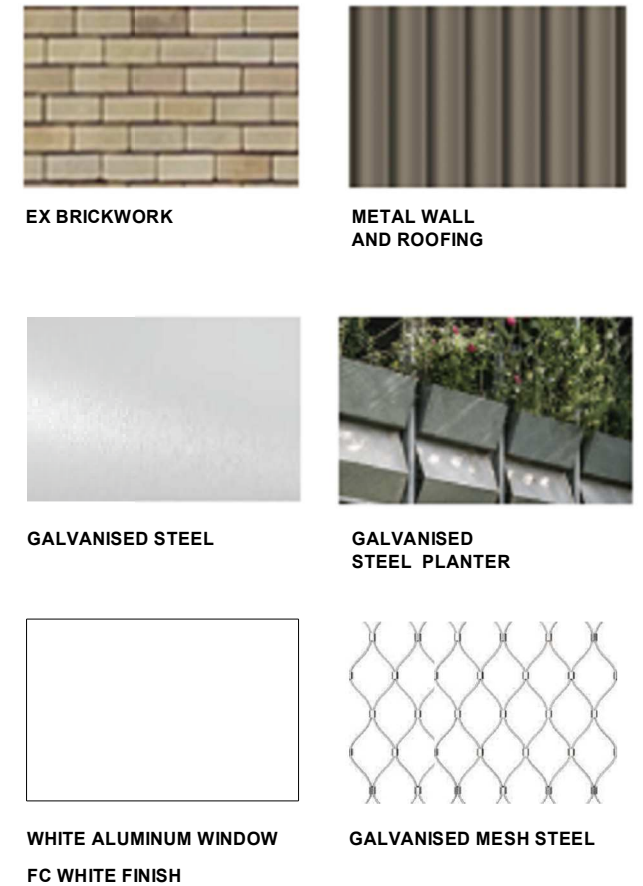 EX BRICKWORK
METAL WALL
AND ROOFING
GALVANISED STEEL
GALVANISED
STEEL PLANTER
WHITE ALUMINUM WINDOW
FC WHITE FINISH
GALVANISED MESH STEEL